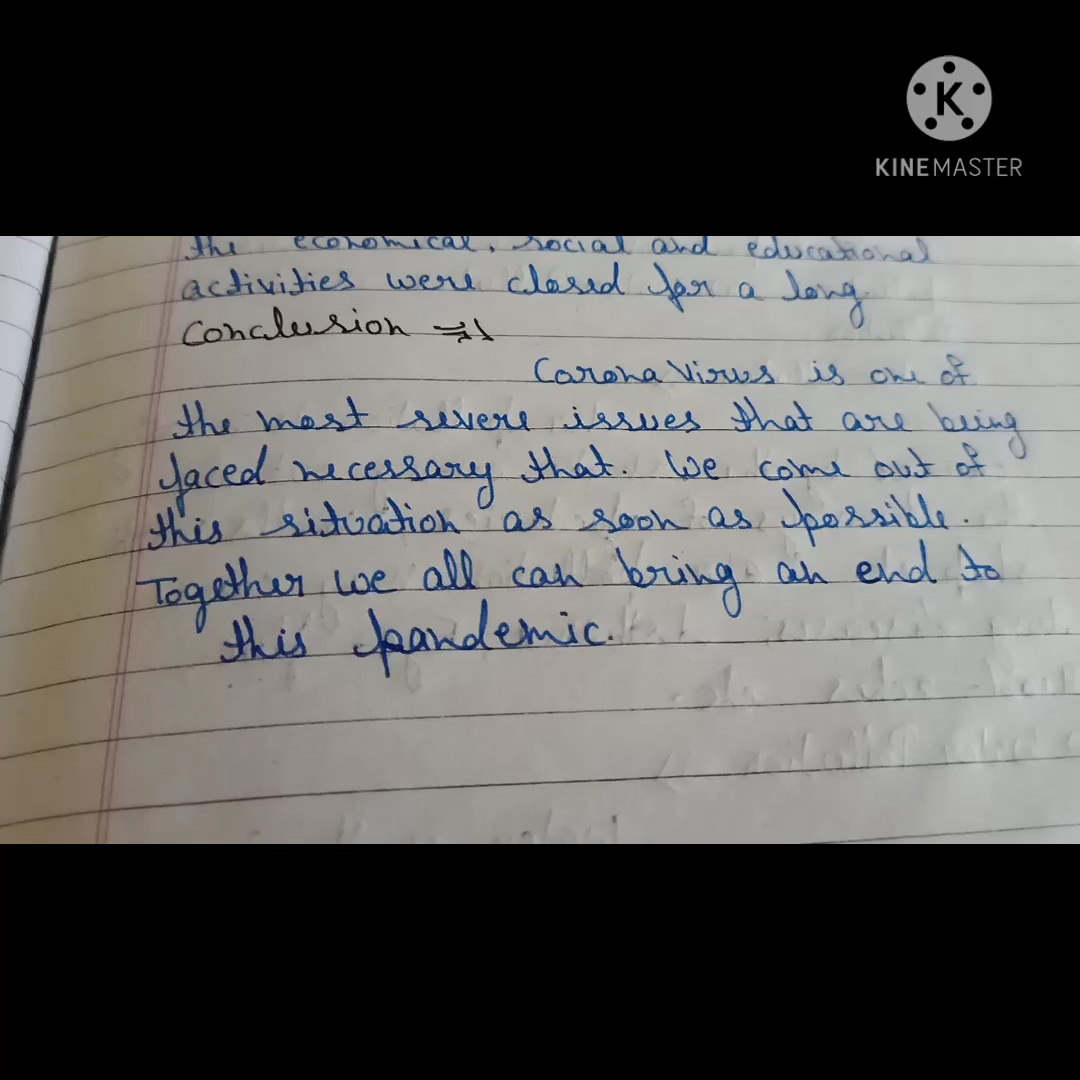 K
KINEMASTER
the economical, social and educational
activities were closed for a long.
Conclusion ⇒
Carona Virus is one of
the most severe issues that are being
faced necessary that. We come out of
this situation as soon as possible.
Together we all can bring an end to
this pandemic.